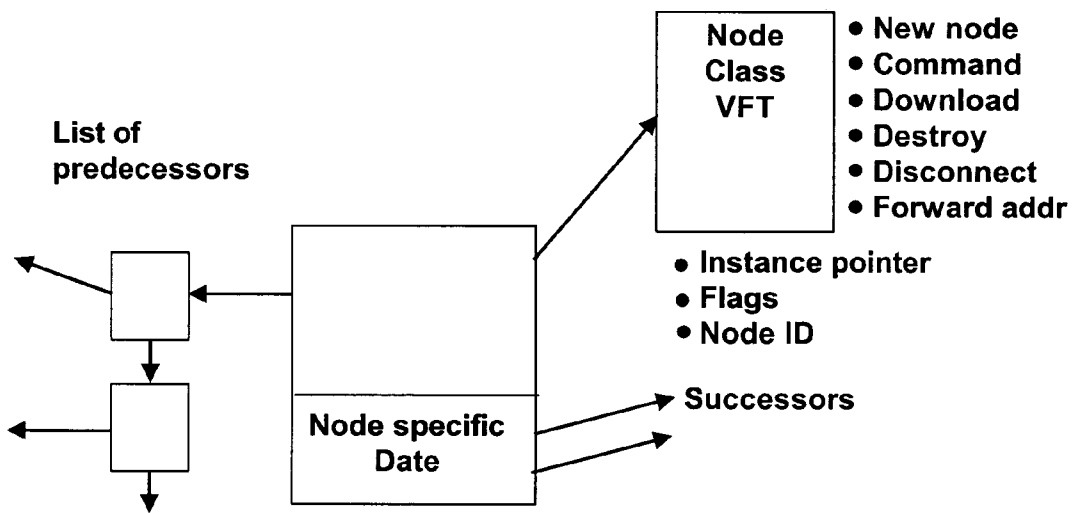 Node
Class
VFT
• New node
• Command
• Download
• Destroy
• Disconnect
• Forward addr
List of
predecessors
• Instance pointer
• Flags
• Node ID
Successors
Node specific
Date